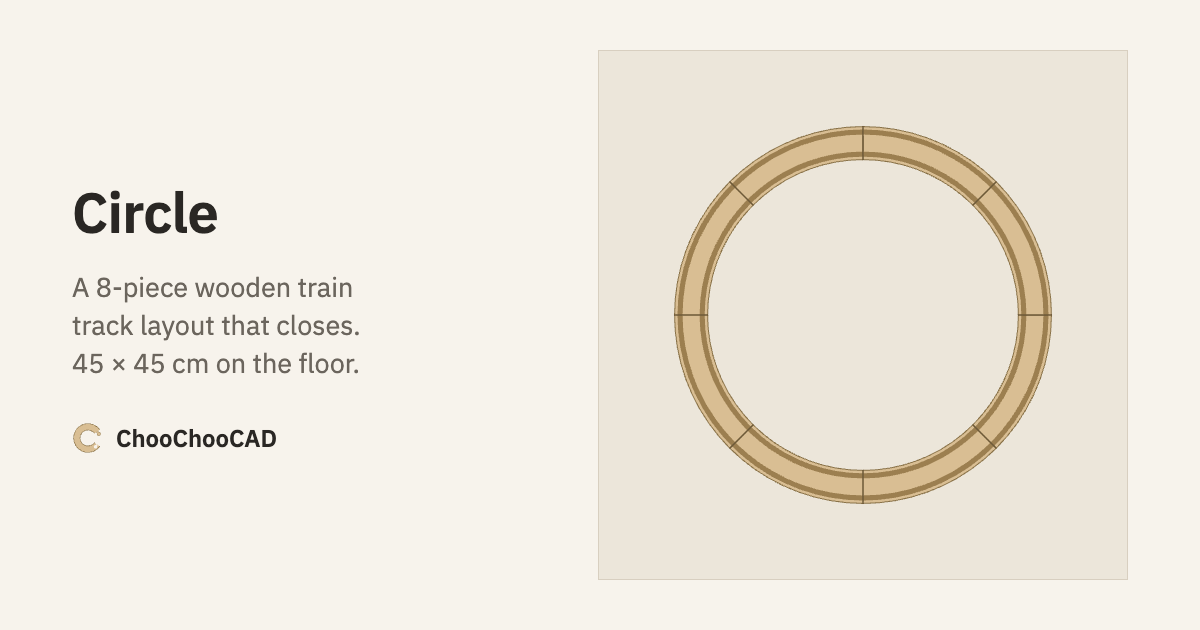 Circle
A 8-piece wooden train
track layout that closes.
45 × 45 cm on the floor.
ChooChooCAD